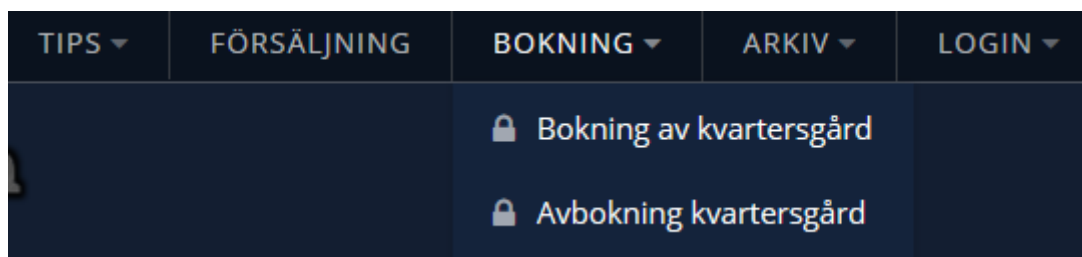 TIPS
FÖRSÄLJNING
BOKNING
ARKIV
LOGIN
Bokning av kvartersgård
Avbokning kvartersgård